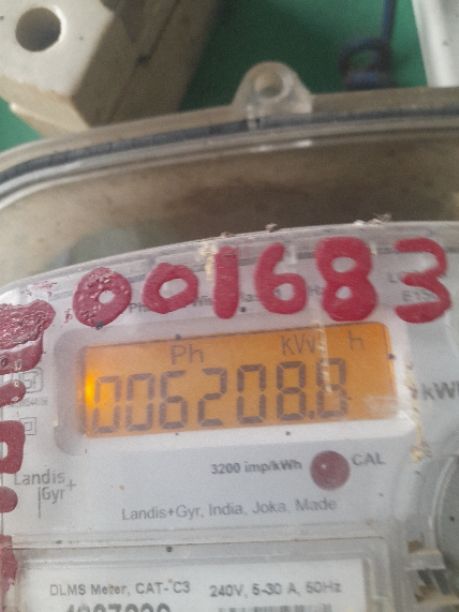 001683
Ph kW h
006208.8
kW
3200 imp/kWh CAL
Landis+
Gyr
Landis+Gyr, India, Joka, Made
DLMS Meter, CAT-C3 240V, 5-30 A, 50Hz